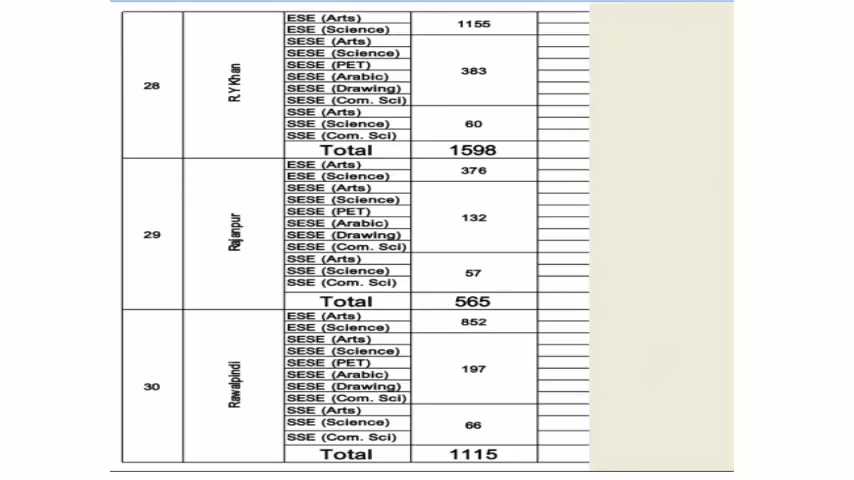 28
R.Y Khan
ESE (Arts)
1155
ESE (Science)
SESE (Arts)
SESE (Science)
SESE (PET)
383
SESE (Arabic)
SESE (Drawing)
SESE (Com. Sci)
SSE (Arts)
SSE (Science)
60
SSE (Com. Sci)
Total 1598
29
Rajanpur
ESE (Arts)
376
ESE (Science)
SESE (Arts)
SESE (Science)
SESE (PET)
132
SESE (Arabic)
SESE (Drawing)
SESE (Com. Sci)
SSE (Arts)
SSE (Science)
57
SSE (Com. Sci)
Total 565
30
Rawalpindi
ESE (Arts)
852
ESE (Science)
SESE (Arts)
SESE (Science)
SESE (PET)
197
SESE (Arabic)
SESE (Drawing)
SESE (Com. Sci)
SSE (Arts)
SSE (Science)
66
SSE (Com. Sci)
Total 1115